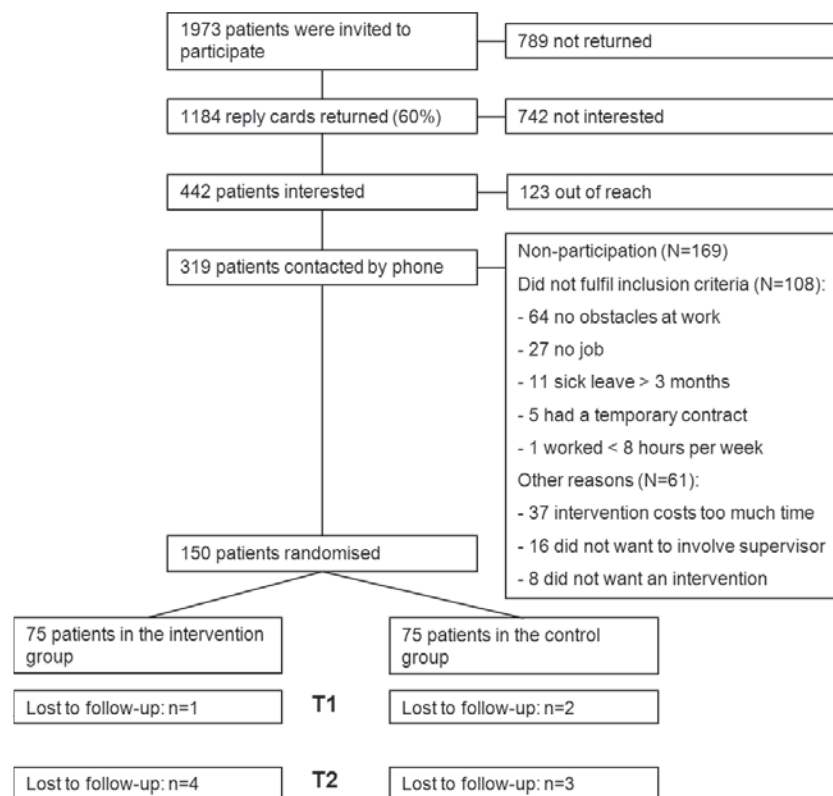 1973 patients were invited to
participate
789 not returned
1184 reply cards returned (60%)
742 not interested
442 patients interested
123 out of reach
319 patients contacted by phone
Non-participation (N=169)
Did not fulfil inclusion criteria (N=108):
- 64 no obstacles at work
- 27 no job
- 11 sick leave > 3 months
- 5 had a temporary contract
- 1 worked < 8 hours per week
Other reasons (N=61):
- 37 intervention costs too much time
- 16 did not want to involve supervisor
- 8 did not want an intervention
150 patients randomised
75 patients in the intervention
group
75 patients in the control
group
Lost to follow-up: n=1
T1
Lost to follow-up: n=2
Lost to follow-up: n=4
T2
Lost to follow-up: n=3